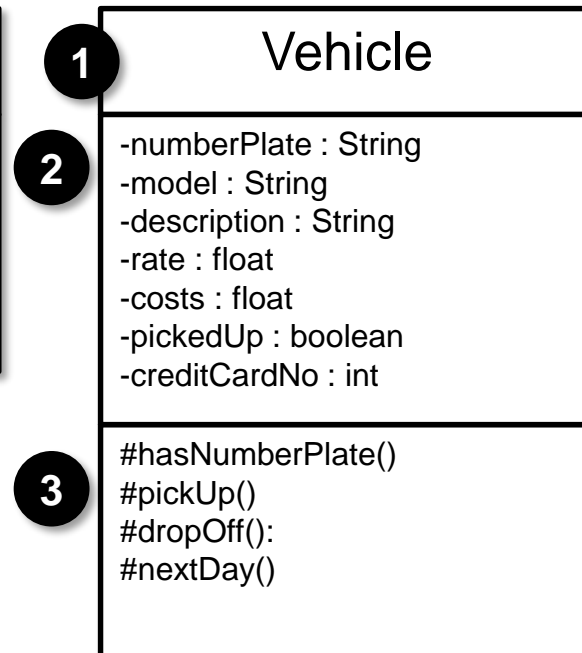 1
Vehicle
2
-numberPlate : String
-model : String
-description : String
-rate : float
-costs : float
-pickedUp : boolean
-creditCardNo : int
3
#hasNumberPlate()
#pickUp()
#dropOff():
#nextDay()